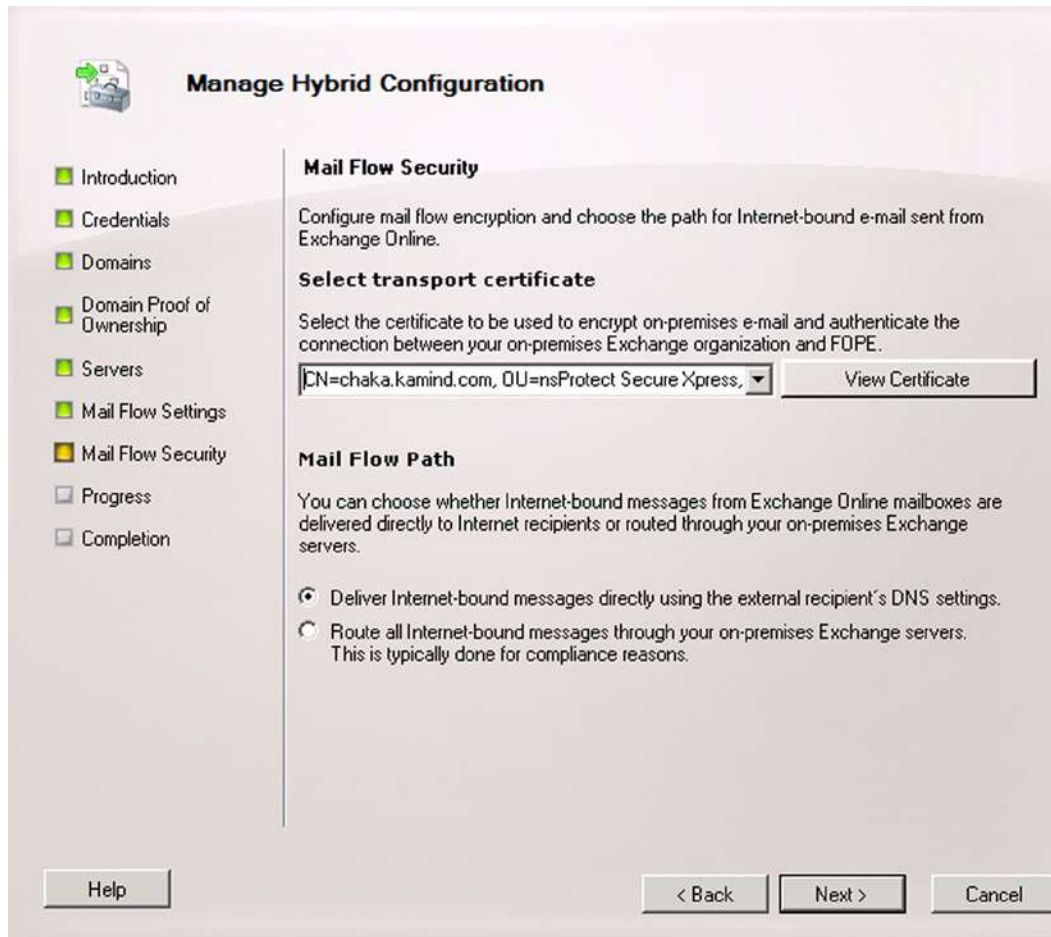 Manage Hybrid Configuration
Introduction
Credentials
Domains
Domain Proof of
Ownership
Servers
Mail Flow Settings
Mail Flow Security
Progress
Completion
Mail Flow Security
Configure mail flow encryption and choose the path for Internet-bound e-mail sent from
Exchange Online.
Select transport certificate
Select the certificate to be used to encrypt on-premises e-mail and authenticate the
connection between your on-premises Exchange organization and FOPE.
CN=chaka.kamind.com, OU=nsProtect Secure Xpress,
View Certificate
Mail Flow Path
You can choose whether Internet-bound messages from Exchange Online mailboxes are
delivered directly to Internet recipients or routed through your on-premises Exchange
servers.
Deliver Internet-bound messages directly using the external recipient's DNS settings.
Route all Internet-bound messages through your on-premises Exchange servers.
This is typically done for compliance reasons.
Help
< Back
Next >
Cancel